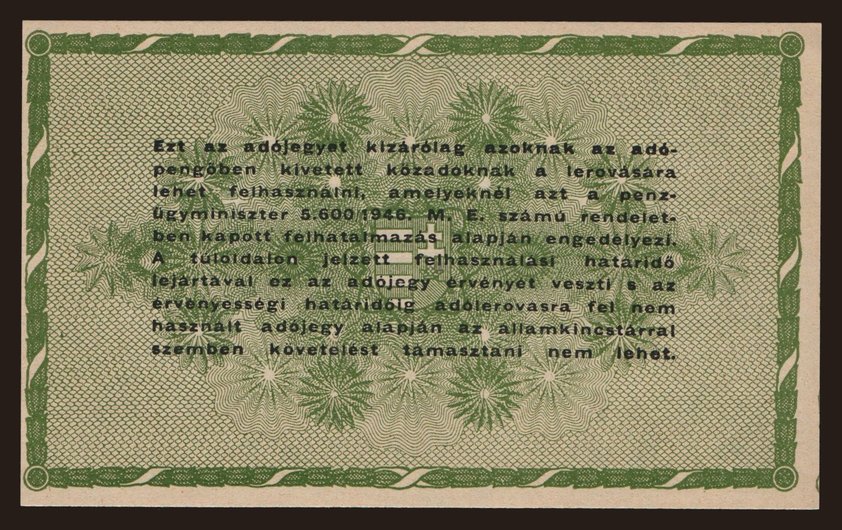 Ezt az adójegyet kizárólag azoknak az adó-
pengőben kivetett közadoknak a lerovására
lehet felhasználni, amelyeknél azt a penz-
ügyminiszter 5.600/1946. M. E. számú rendelet-
ben kapott felhatalmazás alapján engedélyezi.
A túloldalon jelzett felhasználási határidő
lejártával ez az adójegy érvényét veszti s az
érvényességi határidőig adólerovásra fel nem
használt adójegy alapján az államkincstárral
szemben követelést támasztani nem lehet.